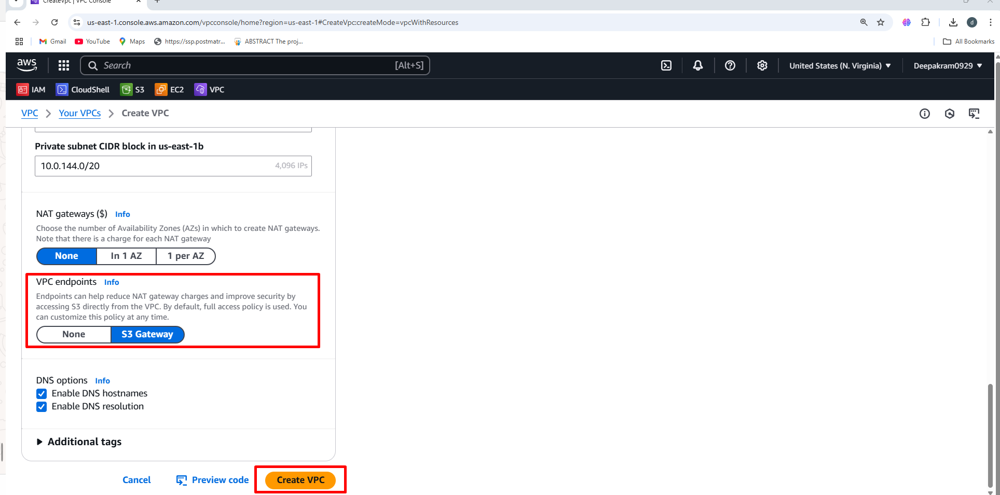 CreateVpc | VPC Console
us-east-1.console.aws.amazon.com/vpcconsole/home?region=us-east-1#CreateVpc:createMode=vpcWithResources
d
Gmail
YouTube
Maps
https://ssp.postmatr...
ABSTRACT The proj...
All Bookmarks
aws
Search
[Alt+S]
United States (N. Virginia)
Deepakram0929
IAM
CloudShell
S3
EC2
VPC
VPC
Your VPCs
Create VPC
Private subnet CIDR block in us-east-1b
10.0.144.0/20
4,096 IPs
NAT gateways ($) Info
Choose the number of Availability Zones (AZs) in which to create NAT gateways.
Note that there is a charge for each NAT gateway
None
In 1 AZ
1 per AZ
VPC endpoints Info
Endpoints can help reduce NAT gateway charges and improve security by
accessing S3 directly from the VPC. By default, full access policy is used. You
can customize this policy at any time.
None
S3 Gateway
DNS options Info
Enable DNS hostnames
Enable DNS resolution
Additional tags
Cancel
Preview code
Create VPC